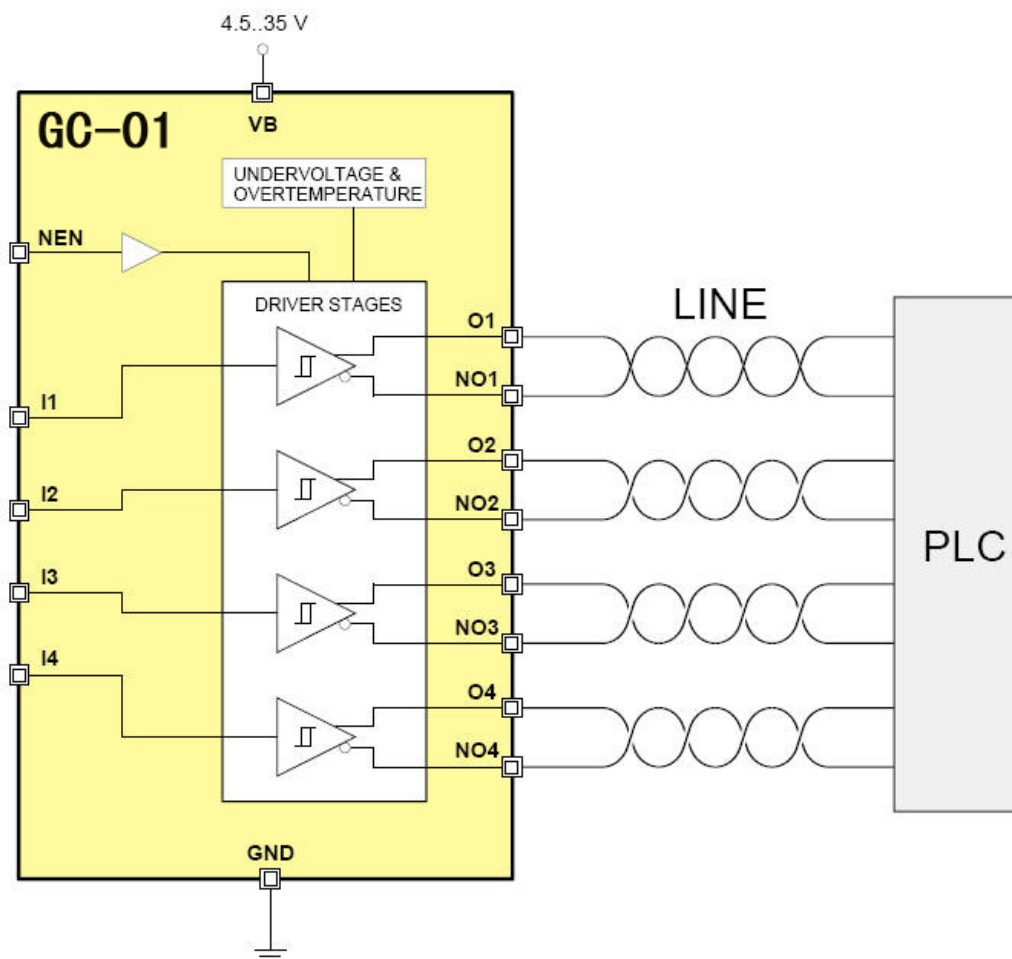 4.5..35 V
GC-01
VB
UNDERVOLTAGE &
OVERTEMPERATURE
NEN
DRIVER STAGES
LINE
O1
NO1
I1
O2
I2
NO2
PLC
O3
I3
NO3
I4
O4
NO4
GND